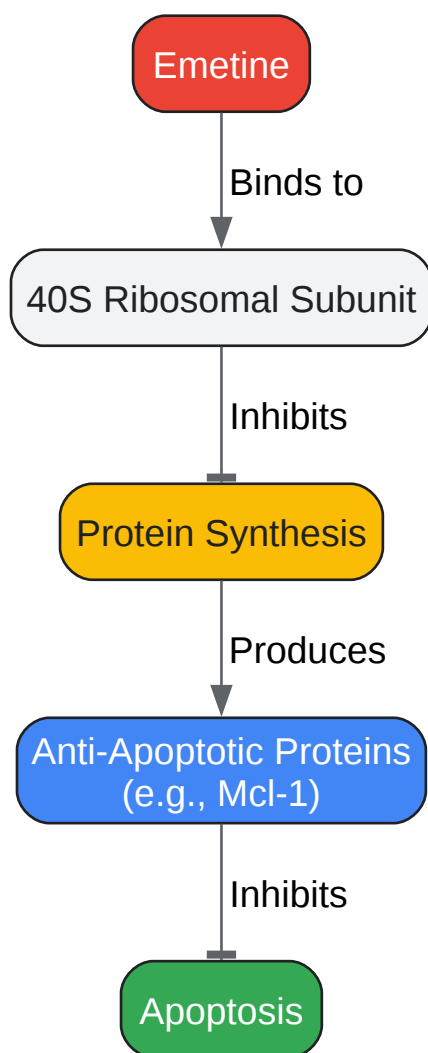 Emetine
Binds to
40S Ribosomal Subunit
Inhibits
Protein Synthesis
Produces
Anti-Apoptotic Proteins
(e.g., Mcl-1)
Inhibits
Apoptosis